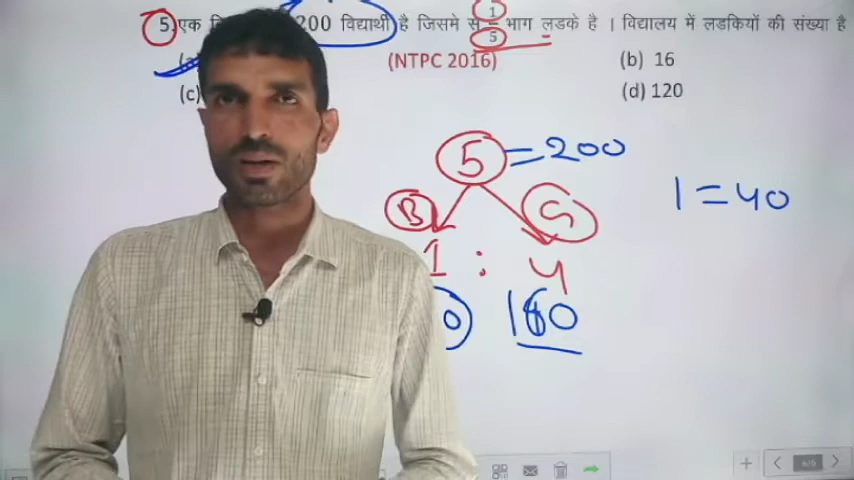 5. एक 200 विद्यार्थी है जिसमे से 1/5 भाग लडके है । विद्यालय में लडकियों की संख्या है
(NTPC 2016) (b) 16
(c) (d) 120
5 = 200
1 = 40
B G
1 : 4
0 160